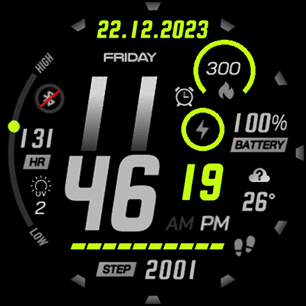 22.12.2023
FRIDAY
HIGH
300
11
131
HR
100%
BATTERY
46
19
2
26°
AM PM
LOW
STEP 2001